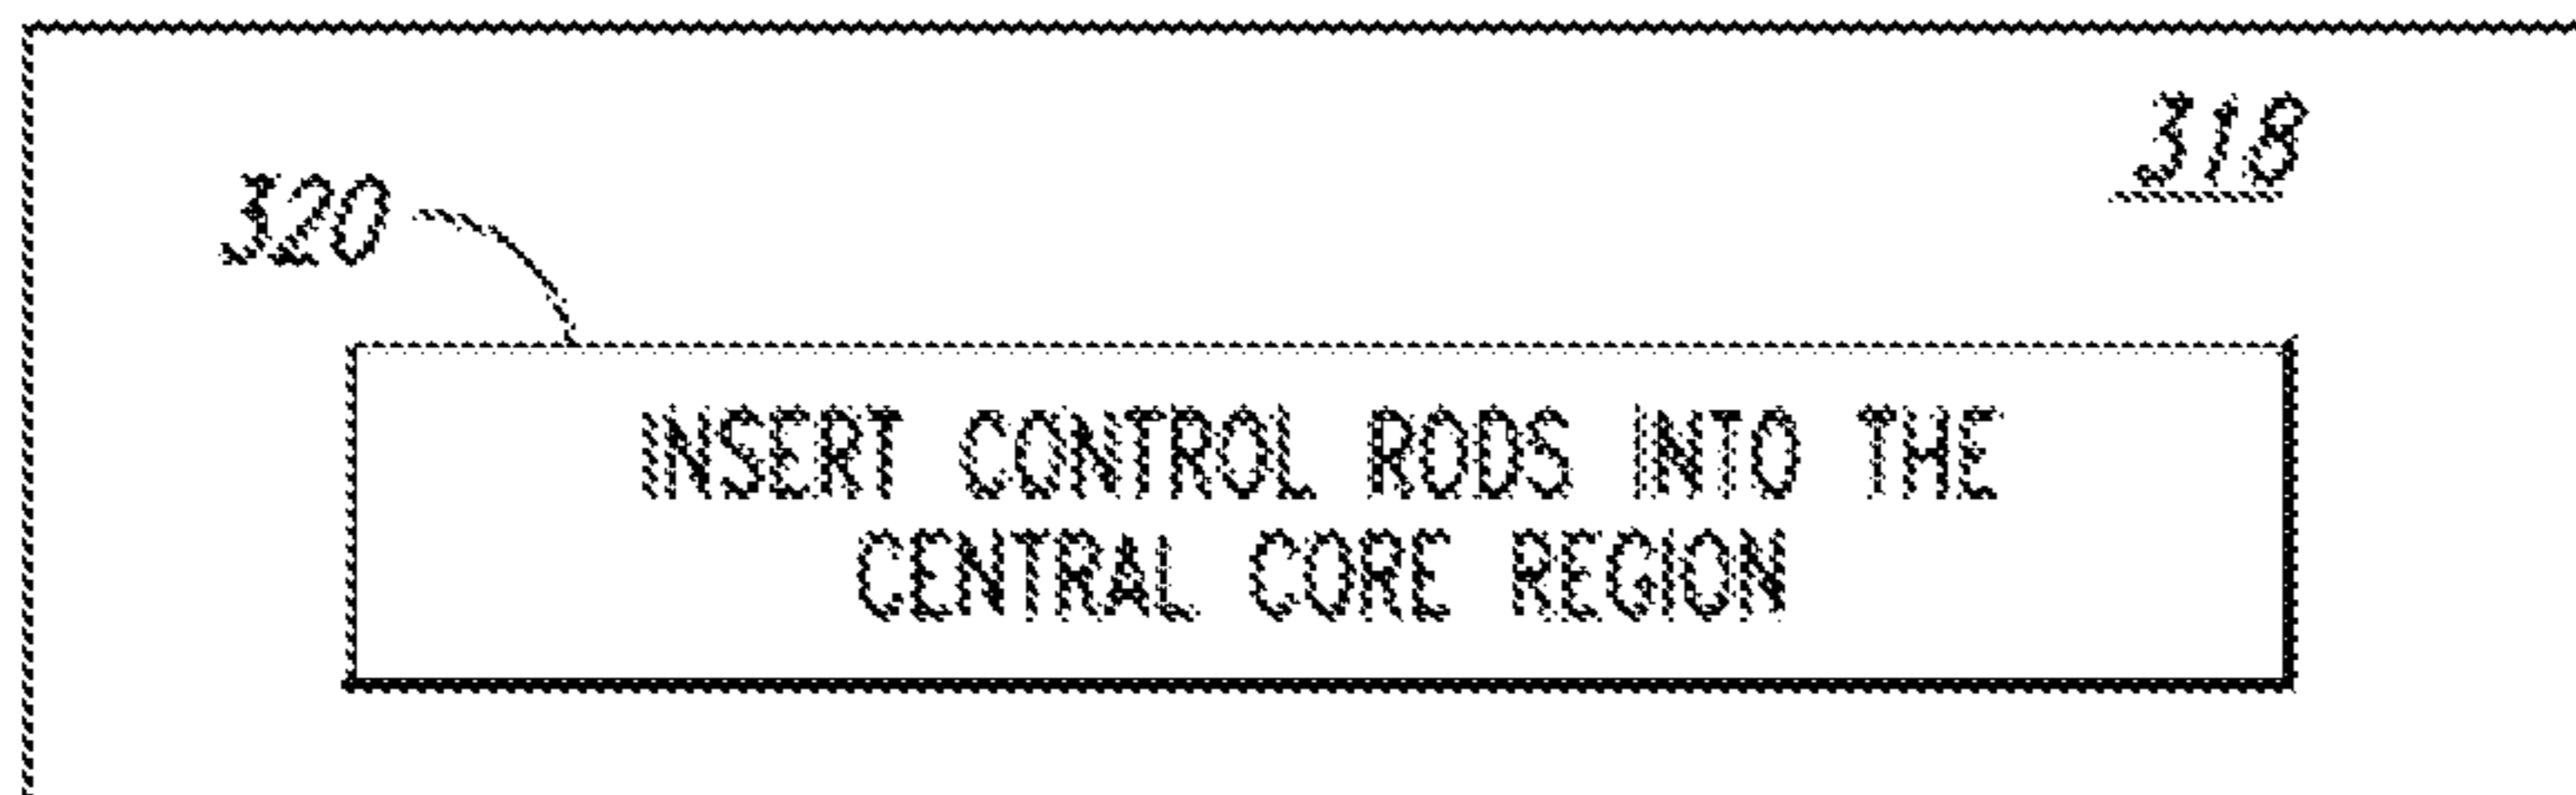 318
320
INSERT CONTROL RODS INTO THE
CENTRAL CORE REGION